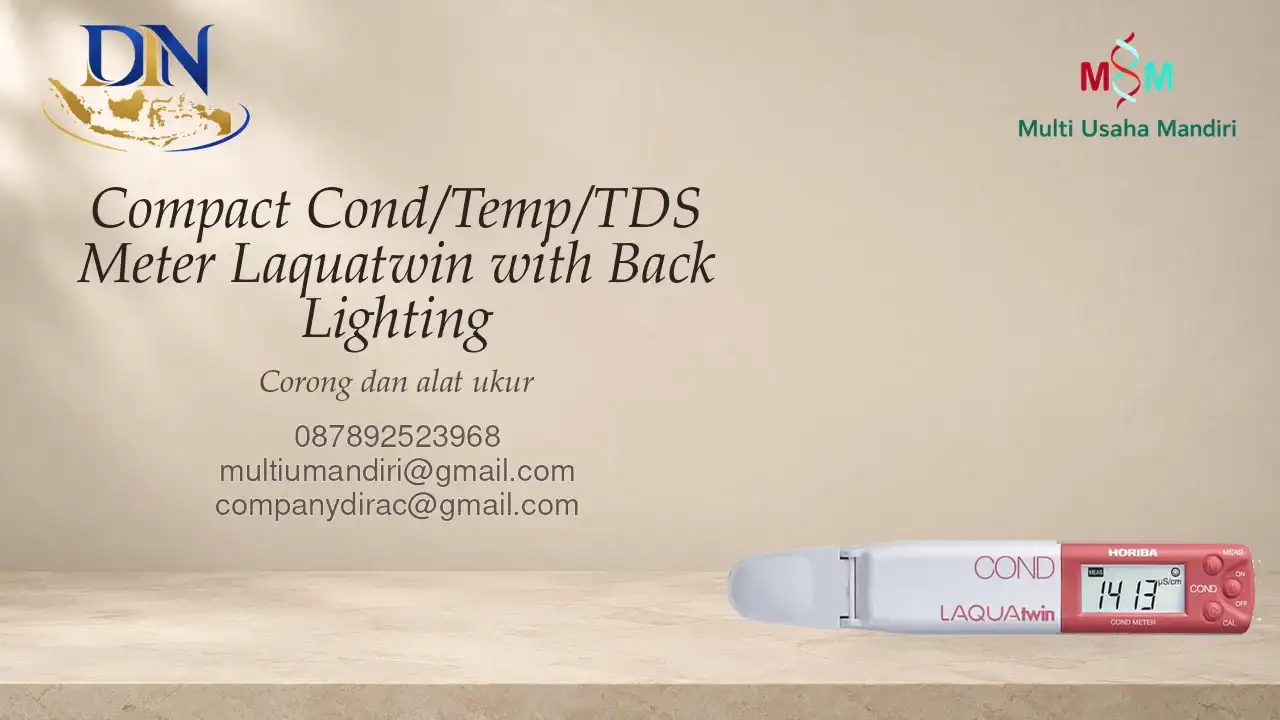 DN
MM
Multi Usaha Mandiri
Compact Cond/Temp/TDS
Meter Laquatwin with Back
Lighting
Corong dan alat ukur
087892523968
multiumandiri@gmail.com
companydirac@gmail.com
COND
LAQUAtwin
HORIBA
MEAS
MEAS
ON
1413
µS/cm
COND
OFF
COND METER
CAL